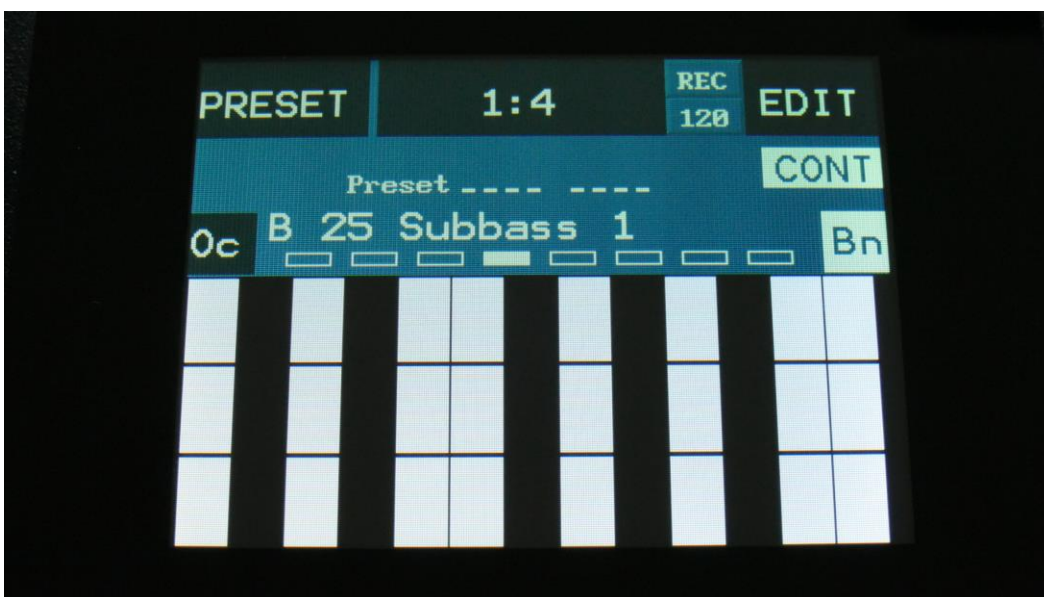 PRESET 1:4 REC 120 EDIT
CONT
Preset ---- ----
Oc B 25 Subbass 1 Bn